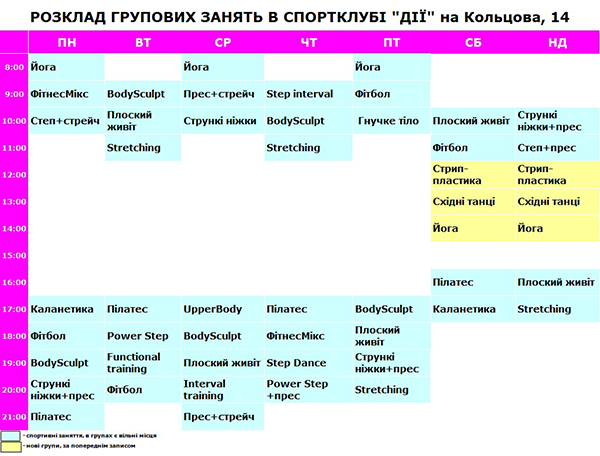 РОЗКЛАД ГРУПОВИХ ЗАНЯТЬ В СПОРТКЛУБІ "ДІЇ" на Кольцова, 14
ПН ВТ СР ЧТ ПТ СБ НД
8:00 Йога Йога Йога
9:00 ФітнесМікс BodySculpt Прес+стрейч Step interval Фітбол
10:00 Степ+стрейч Плоский живіт Стрункі ніжки BodySculpt Гнучке тіло Плоский живіт Стрункі ніжки+прес
11:00 Stretching Stretching Фітбол Степ+прес
12:00 Стрип-пластика Стрип-пластика
13:00 Східні танці Східні танці
14:00 Йога Йога
15:00
16:00 Пілатес Плоский живіт
17:00 Каланетика Пілатес UpperBody Пілатес BodySculpt Каланетика Stretching
18:00 Фітбол Power Step BodySculpt ФітнесМікс Плоский живіт
19:00 BodySculpt Functional training Плоский живіт Step Dance Стрункі ніжки+прес
20:00 Стрункі ніжки+прес Фітбол Interval training Power Step +прес Stretching
21:00 Пілатес Прес+стрейч
- спортивні заняття, в групах є вільні місця
- нові групи, за попереднім записом